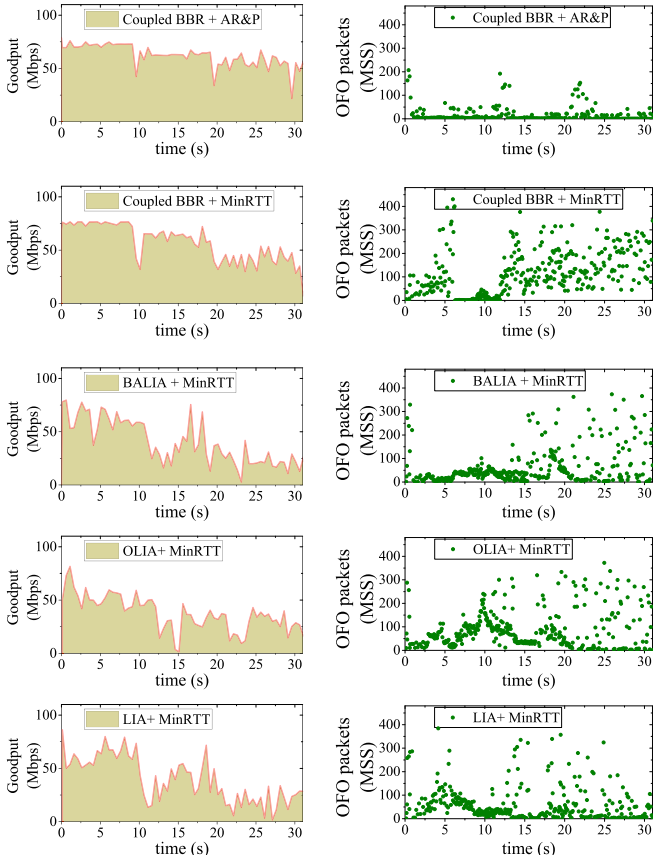 Coupled BBR + AR&P
100
50
0
Goodput
(Mbps)
0 5 10 15 20 25 30
time (s)
Coupled BBR + AR&P
400
300
200
100
0
OFO packets
(MSS)
0 5 10 15 20 25 30
time (s)
Coupled BBR + MinRTT
100
50
0
Goodput
(Mbps)
0 5 10 15 20 25 30
time (s)
Coupled BBR + MinRTT
400
300
200
100
0
OFO packets
(MSS)
0 5 10 15 20 25 30
time (s)
BALIA + MinRTT
100
50
0
Goodput
(Mbps)
0 5 10 15 20 25 30
time (s)
BALIA + MinRTT
400
300
200
100
0
OFO packets
(MSS)
0 5 10 15 20 25 30
time (s)
OLIA+ MinRTT
100
50
0
Goodput
(Mbps)
0 5 10 15 20 25 30
time (s)
OLIA+ MinRTT
400
300
200
100
0
OFO packets
(MSS)
0 5 10 15 20 25 30
time (s)
LIA+ MinRTT
100
50
0
Goodput
(Mbps)
0 5 10 15 20 25 30
time (s)
LIA+ MinRTT
400
300
200
100
0
OFO packets
(MSS)
0 5 10 15 20 25 30
time (s)